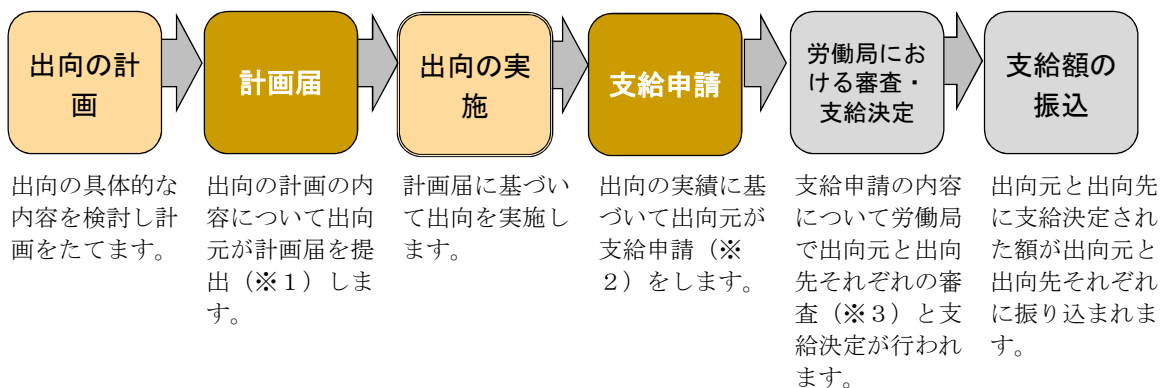 出向の計
画
計画届
出向の実
施
支給申請
労働局にお
ける審査・
支給決定
支給額の
振込
出向の具体的な
内容を検討し計
画をたてます。
出向の計画の内
容について出向
元が計画届を提
出（※１）しま
す。
計画届に基づい
て出向を実施し
ます。
出向の実績に基
づいて出向元が
支給申請（※
２）をします。
支給申請の内容
について労働局
で出向元と出向
先それぞれの審
査（※３）と支
給決定が行われ
ます。
出向元と出向先
に支給決定され
た額が出向元と
出向先それぞれ
に振り込まれま
す。